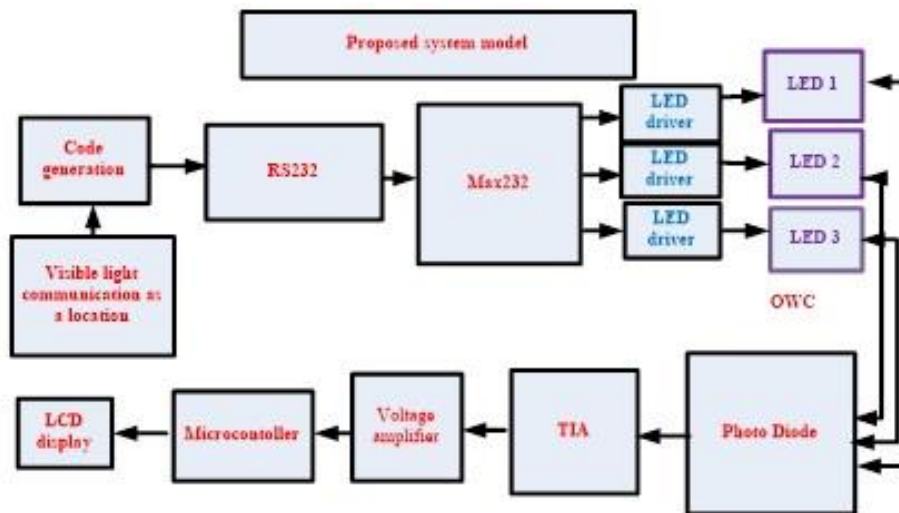 Proposed system model
LED 1
LED
driver
Code
generation
RS232
Max232
LED
driver
LED 2
LED
driver
LED 3
Visible light
communication as
a location
OWC
LCD
display
Microcontoller
Voltage
amplifier
TIA
Photo Diode